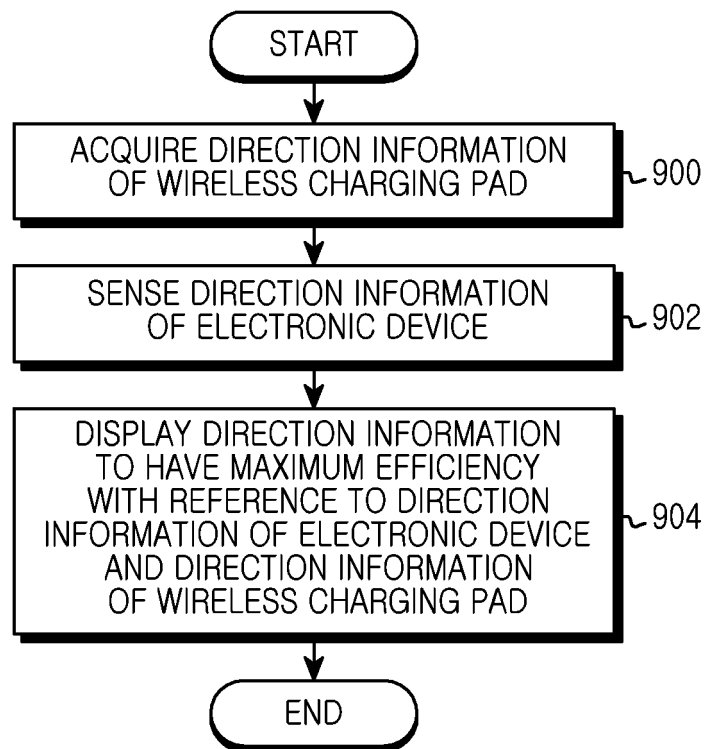 START
ACQUIRE DIRECTION INFORMATION
OF WIRELESS CHARGING PAD
900
SENSE DIRECTION INFORMATION
OF ELECTRONIC DEVICE
902
DISPLAY DIRECTION INFORMATION
TO HAVE MAXIMUM EFFICIENCY
WITH REFERENCE TO DIRECTION
INFORMATION OF ELECTRONIC DEVICE
AND DIRECTION INFORMATION
OF WIRELESS CHARGING PAD
904
END